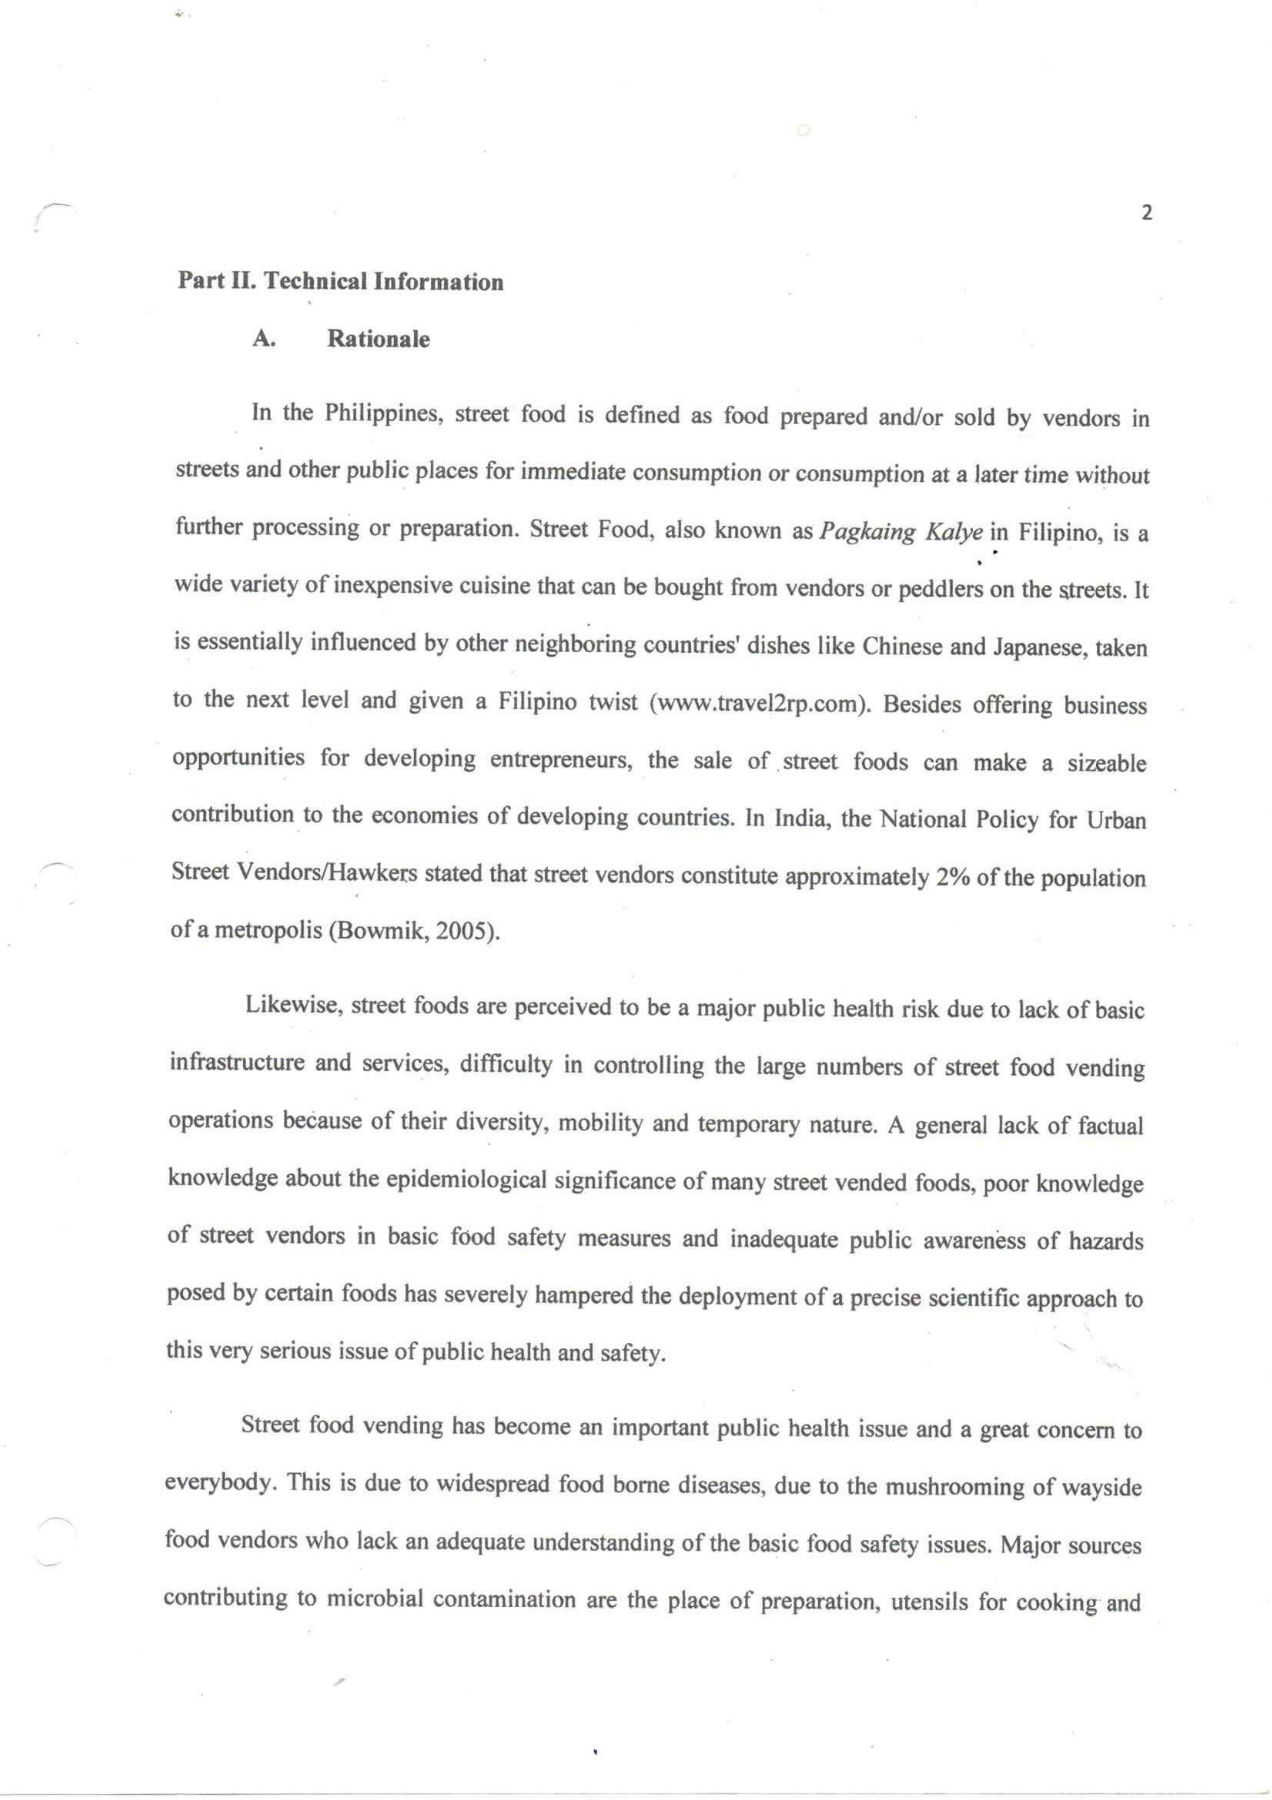 2
Part II. Technical Information
A. Rationale
In the Philippines, street food is defined as food prepared and/or sold by vendors in
streets and other public places for immediate consumption or consumption at a later time without
further processing or preparation. Street Food, also known as Pagkaing Kalye in Filipino, is a
wide variety of inexpensive cuisine that can be bought from vendors or peddlers on the streets. It
is essentially influenced by other neighboring countries' dishes like Chinese and Japanese, taken
to the next level and given a Filipino twist (www.travel2rp.com). Besides offering business
opportunities for developing entrepreneurs, the sale of street foods can make a sizeable
contribution to the economies of developing countries. In India, the National Policy for Urban
Street Vendors/Hawkers stated that street vendors constitute approximately 2% of the population
of a metropolis (Bowmik, 2005).
Likewise, street foods are perceived to be a major public health risk due to lack of basic
infrastructure and services, difficulty in controlling the large numbers of street food vending
operations because of their diversity, mobility and temporary nature. A general lack of factual
knowledge about the epidemiological significance of many street vended foods, poor knowledge
of street vendors in basic food safety measures and inadequate public awareness of hazards
posed by certain foods has severely hampered the deployment of a precise scientific approach to
this very serious issue of public health and safety.
Street food vending has become an important public health issue and a great concern to
everybody. This is due to widespread food borne diseases, due to the mushrooming of wayside
food vendors who lack an adequate understanding of the basic food safety issues. Major sources
contributing to microbial contamination are the place of preparation, utensils for cooking and